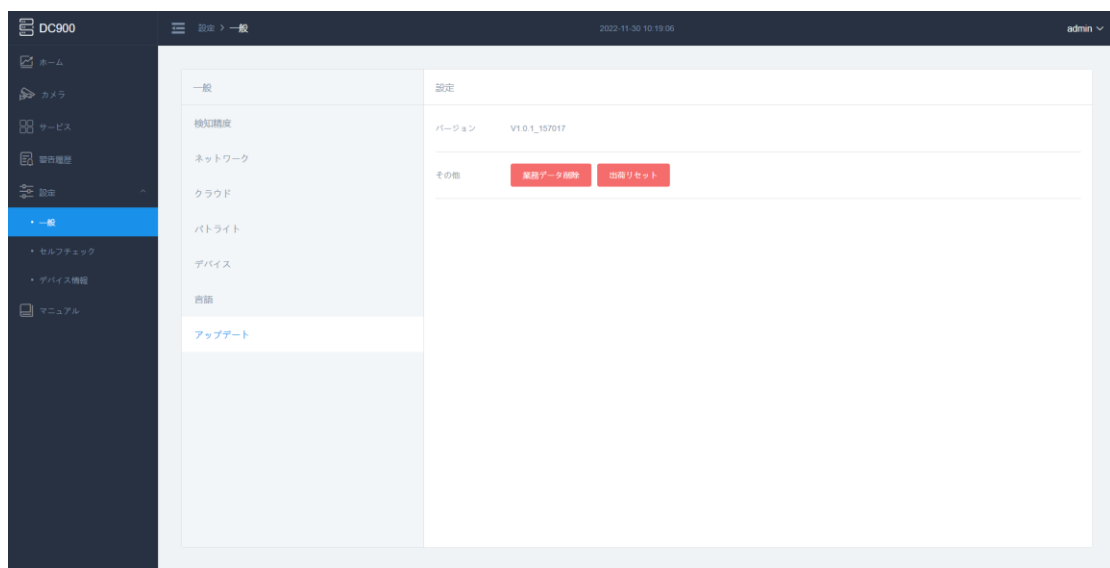 DC900
設定 > 一般
2022-11-30 10:19:06
admin
ホーム
カメラ
サービス
警告履歴
設定
・一般
・セルフチェック
・デバイス情報
マニュアル
一般
検知精度
ネットワーク
クラウド
パトライト
デバイス
言語
アップデート
設定
バージョン V1.0.1_157017
その他 業務データ削除 出荷リセット